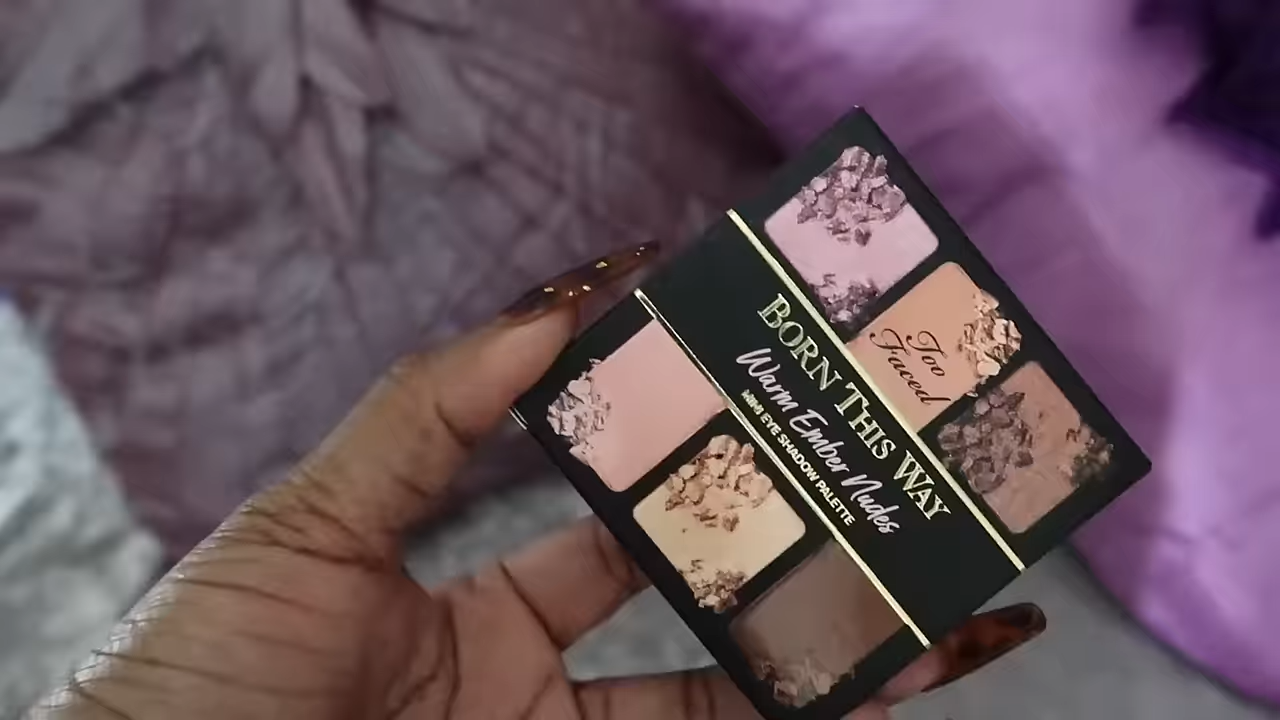 Too
Faced
BORN THIS WAY
Warm Ember Nudes
MINI EYE SHADOW PALETTE